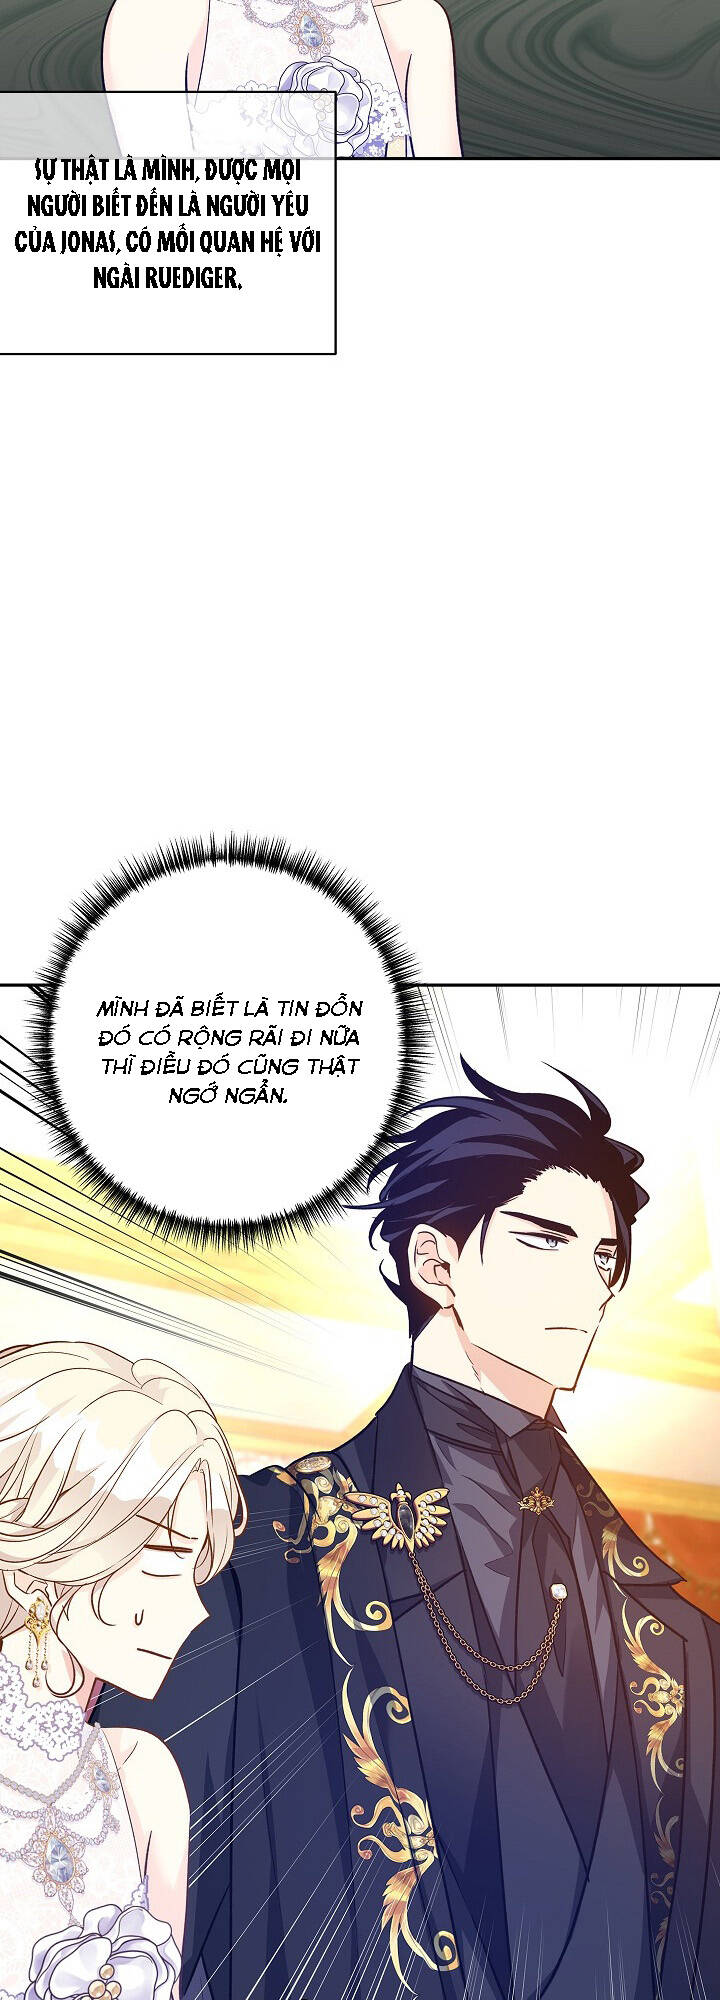 SỰ THẬT LÀ MÌNH, ĐƯỢC MỌI
NGƯỜI BIẾT ĐẾN LÀ NGƯỜI YÊU
CỦA JONAS, CÓ MỐI QUAN HỆ VỚI
NGÀI RUEDIGER,
MÌNH ĐÃ BIẾT LÀ TIN ĐỒN
ĐÓ CÓ RỘNG RÃI ĐI NỮA
THÌ ĐIỀU ĐÓ CŨNG THẬT
NGỚ NGẨN.